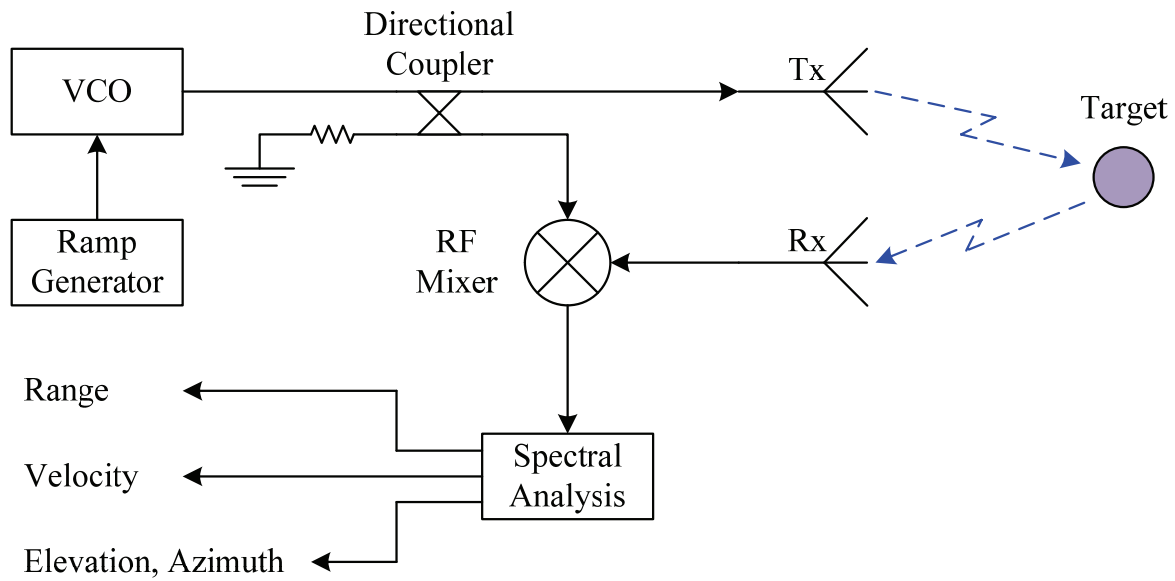 Directional
Coupler
VCO
Tx
Target
Ramp
Generator
RF
Mixer
Rx
Range
Velocity
Elevation, Azimuth
Spectral
Analysis